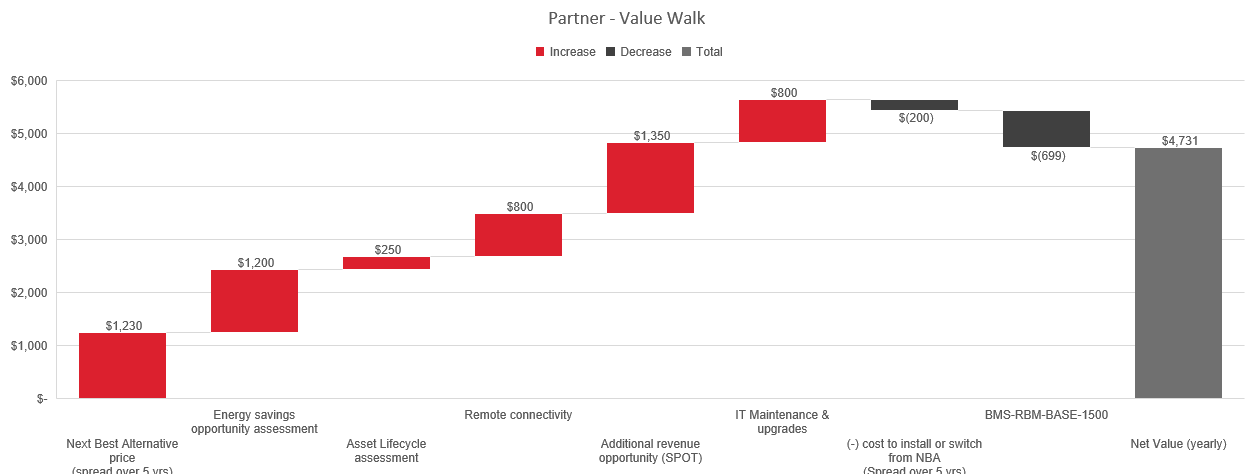 Partner - Value Walk
Increase Decrease Total
$6,000
$5,000
$4,000
$3,000
$2,000
$1,000
$-
$1,230
$1,200
$250
$800
$1,350
$800
$(200)
$(699)
$4,731
Next Best Alternative
price
(spread over 5 yrs)
Energy savings
opportunity assessment
Asset Lifecycle
assessment
Remote connectivity
Additional revenue
opportunity (SPOT)
IT Maintenance &
upgrades
(-) cost to install or switch
from NBA
(Spread over 5 yrs)
BMS-RBM-BASE-1500
Net Value (yearly)